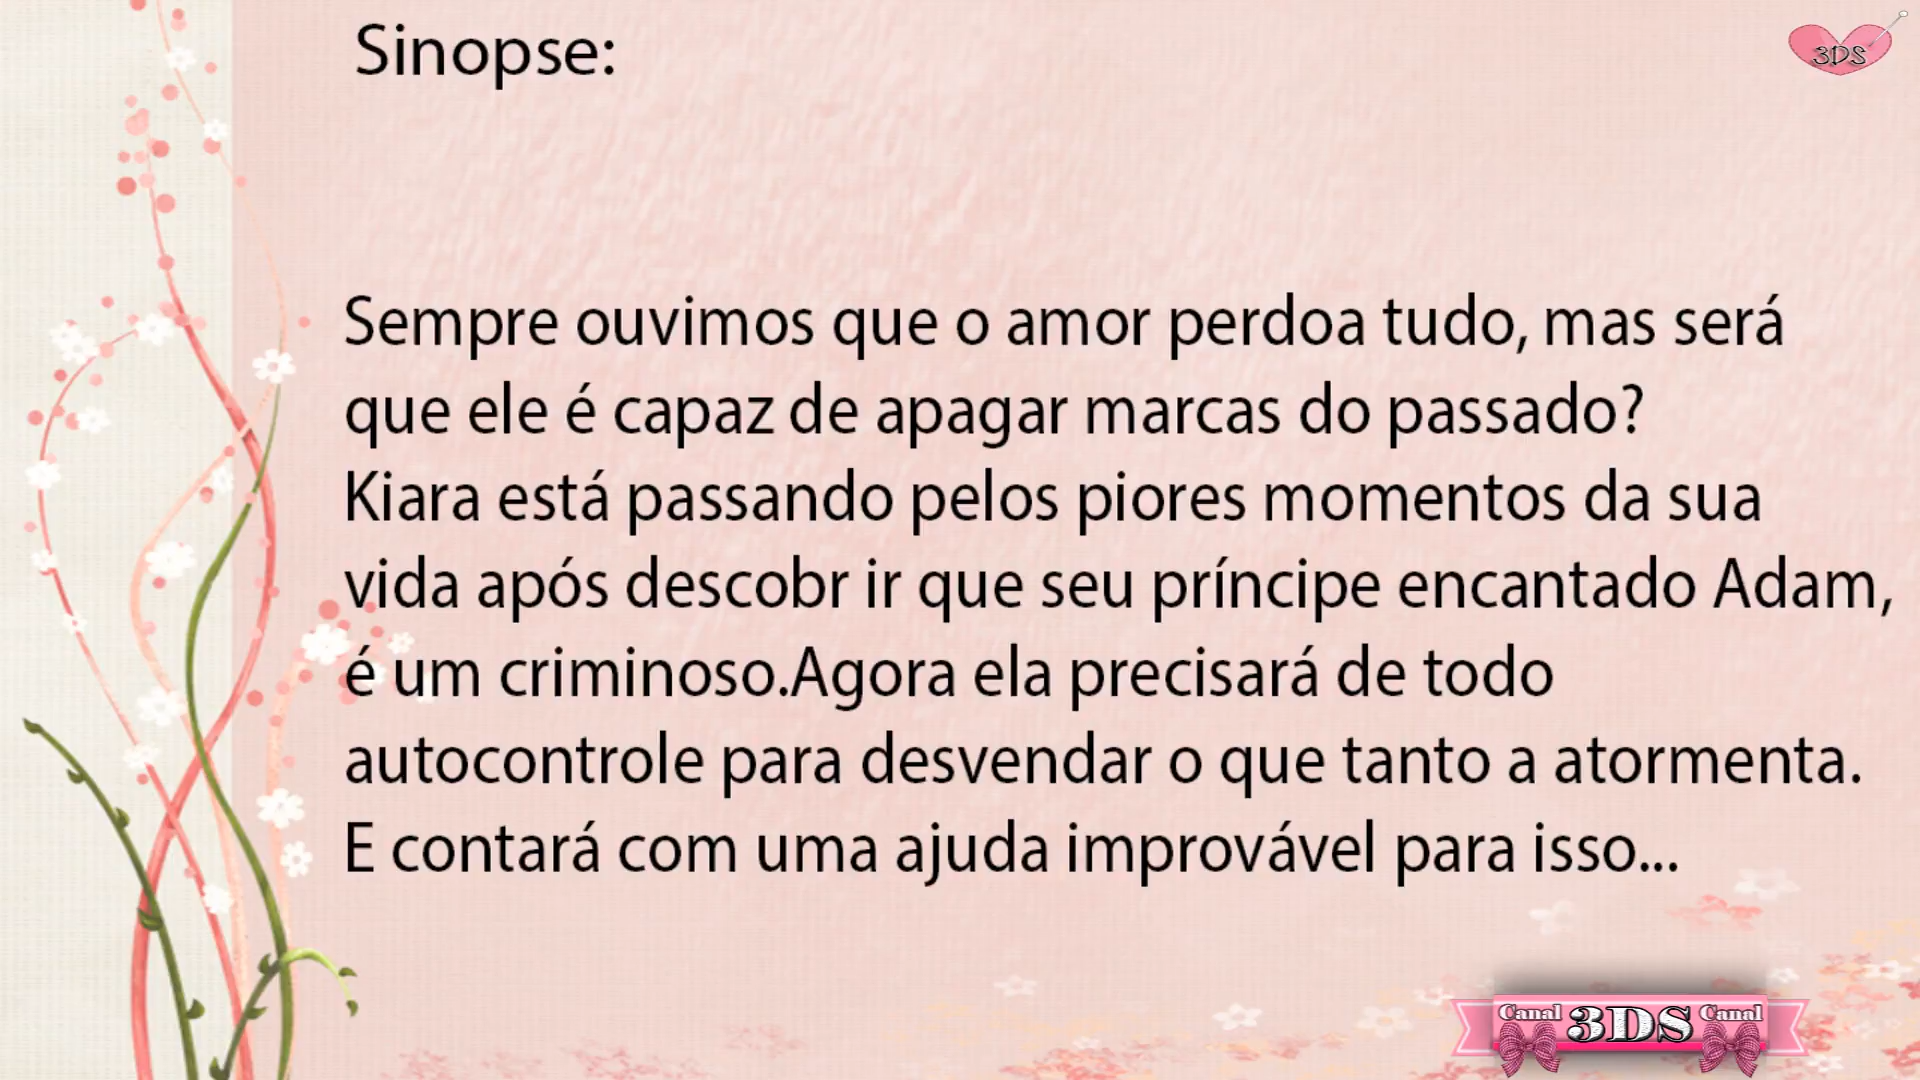 Sinopse:
3DS
Sempre ouvimos que o amor perdoa tudo, mas será
que ele é capaz de apagar marcas do passado?
Kiara está passando pelos piores momentos da sua
vida após descobr ir que seu príncipe encantado Adam,
é um criminoso.Agora ela precisará de todo
autocontrole para desvendar o que tanto a atormenta.
E contará com uma ajuda improvável para isso...
Canal 3DS Canal